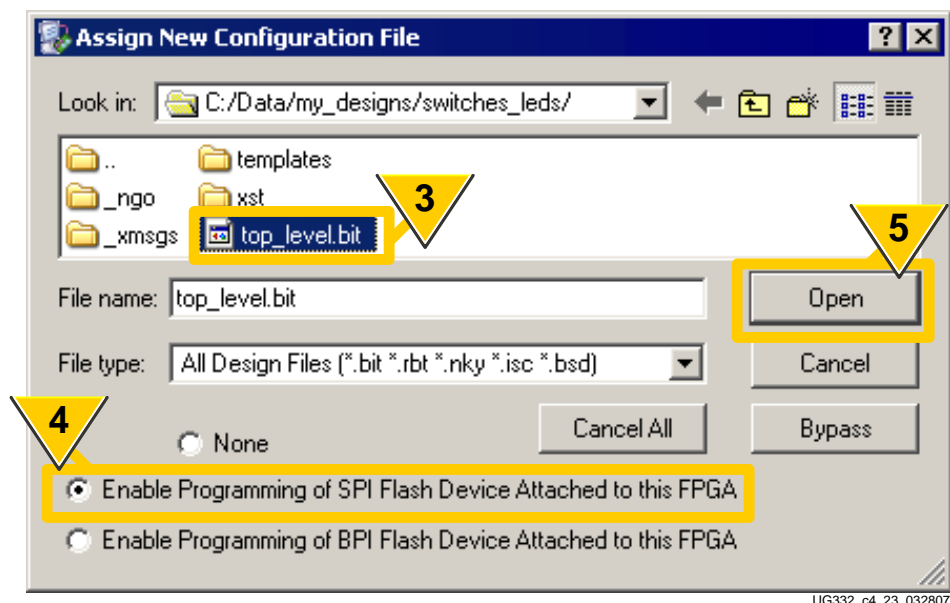 Assign New Configuration File
Look in: C:/Data/my_designs/switches_leds/
.. templates
_ngo xst
3
_xmsgs top_level.bit
5
File name: top_level.bit Open
File type: All Design Files (*.bit *.rbt *.nky *.isc *.bsd) Cancel
4
None Cancel All Bypass
Enable Programming of SPI Flash Device Attached to this FPGA
Enable Programming of BPI Flash Device Attached to this FPGA
UG332_c4_23_032807